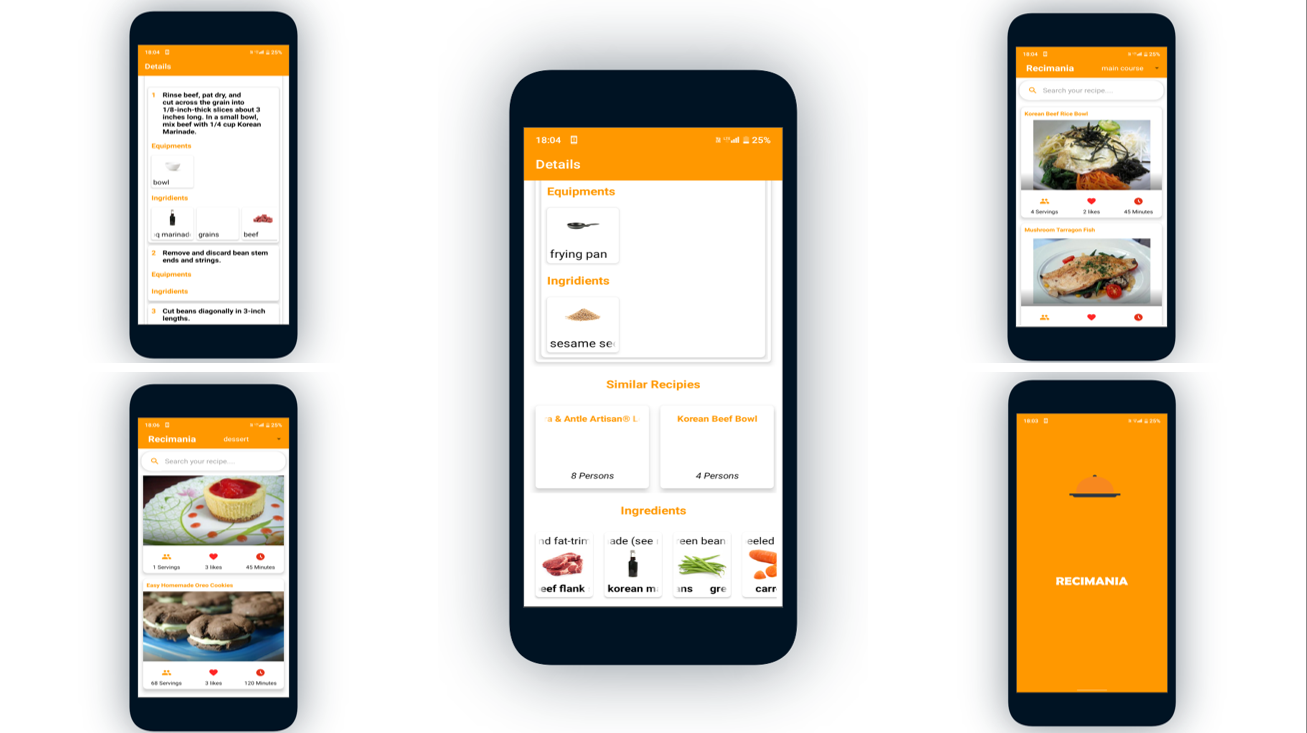 18:04
25%
Details
1 Rinse beef, pat dry, and
cut across the grain into
1/8-inch-thick slices about 3
inches long. In a small bowl,
mix beef with 1/4 cup Korean
Marinade.
Equipments
bowl
Ingridients
q marinad
grains
beef
2 Remove and discard bean stem
ends and strings.
Equipments
Ingridients
3 Cut beans diagonally in 3-inch
lengths.
18:06
25%
Recimania
dessert
Search your recipe....
1 Servings
3 likes
45 Minutes
Easy Homemade Orao Cookies
68 Servings
3 likes
120 Minutes
18:04
25%
Details
Equipments
frying pan
Ingridients
sesame se
Similar Recipies
a & Antle Artisan® L
Korean Beef Bowl
8 Persons
4 Persons
Ingredients
nd fat-trim
ade (see
een bean
eeled
eef flank
korean m
ans gre
carr
18:04
25%
Recimania
main course
Search your recipe....
Korean Beef Rice Bowl
4 Servings
2 likes
45 Minutes
Mushroom Tarragon Fish
18:03
25%
RECIMANIA